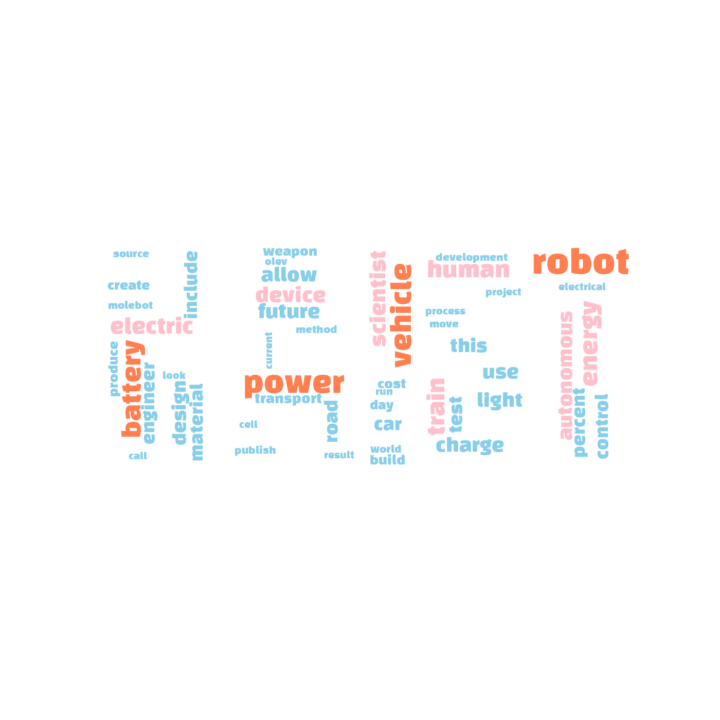 source
create
molebot
include
electric
produce
battery
engineer
look
design
material
call
weapon
olev
allow
device
future
method
current
power
transport
road
cell
publish
result
scientist
vehicle
cost
run
day
car
world
build
development
human
project
process
move
this
use
train
test
light
charge
robot
electrical
autonomous
energy
percent
control